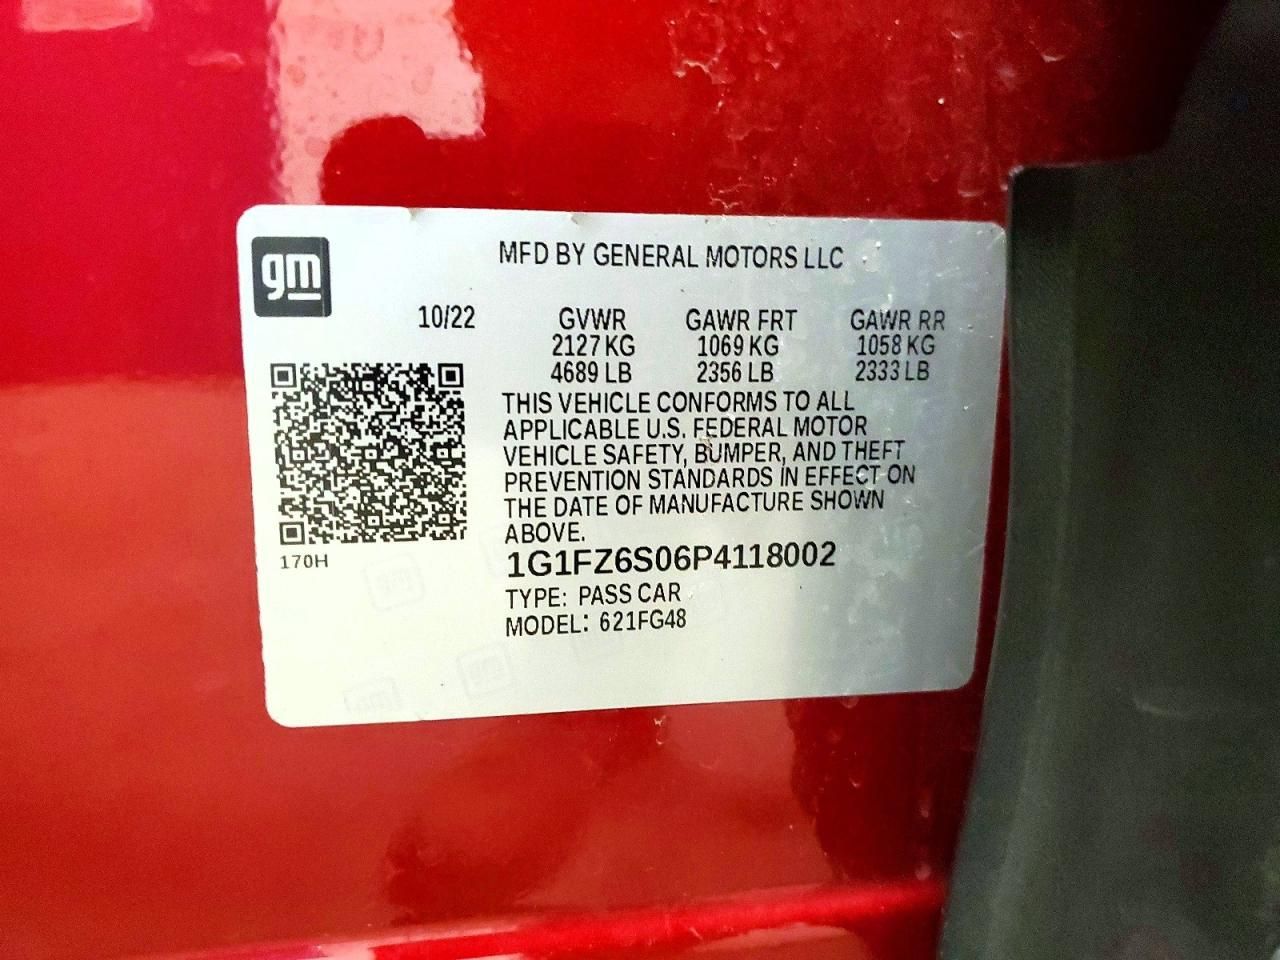 gm
MFD BY GENERAL MOTORS LLC
10/22 GVWR GAWR FRT GAWR RR
2127 KG 1069 KG 1058 KG
4689 LB 2356 LB 2333 LB
THIS VEHICLE CONFORMS TO ALL
APPLICABLE U.S. FEDERAL MOTOR
VEHICLE SAFETY, BUMPER, AND THEFT
PREVENTION STANDARDS IN EFFECT ON
THE DATE OF MANUFACTURE SHOWN
ABOVE.
170H
1G1FZ6S06P4118002
TYPE: PASS CAR
MODEL: 621FG48